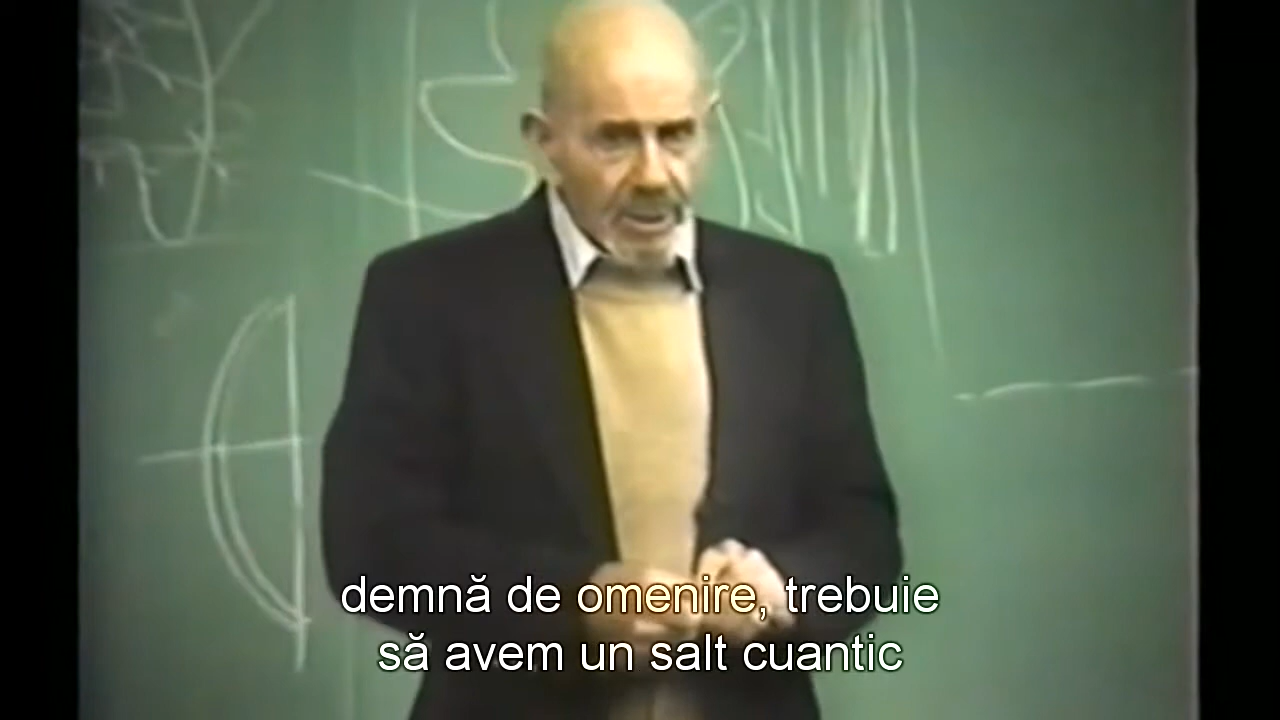 demnă de omenire, trebuie
să avem un salt cuantic